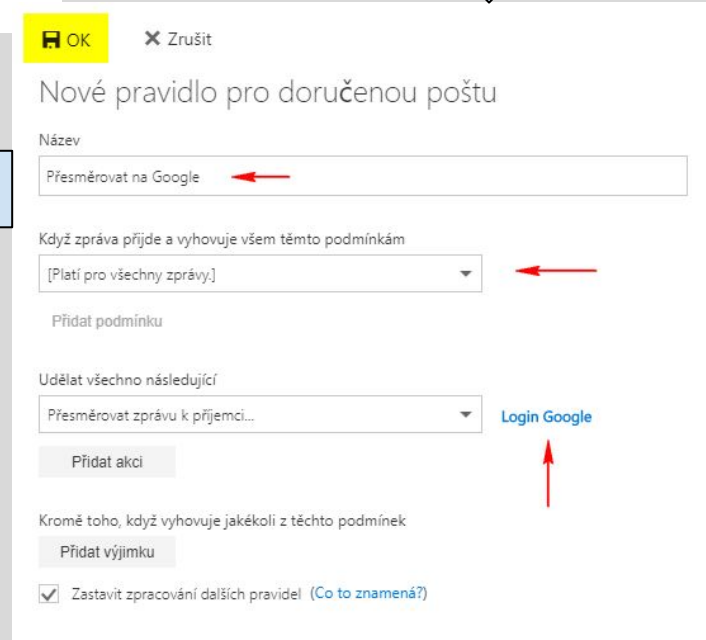 OK Zrušit
Nové pravidlo pro doručenou poštu
Název
Přesměrovat na Google
Když zpráva přijde a vyhovuje všem těmto podmínkám
[Platí pro všechny zprávy.]
Přidat podmínku
Udělat všechno následující
Přesměrovat zprávu k příjemci... Login Google
Přidat akci
Kromě toho, když vyhovuje jakékoli z těchto podmínek
Přidat výjimku
Zastavit zpracování dalších pravidel (Co to znamená?)